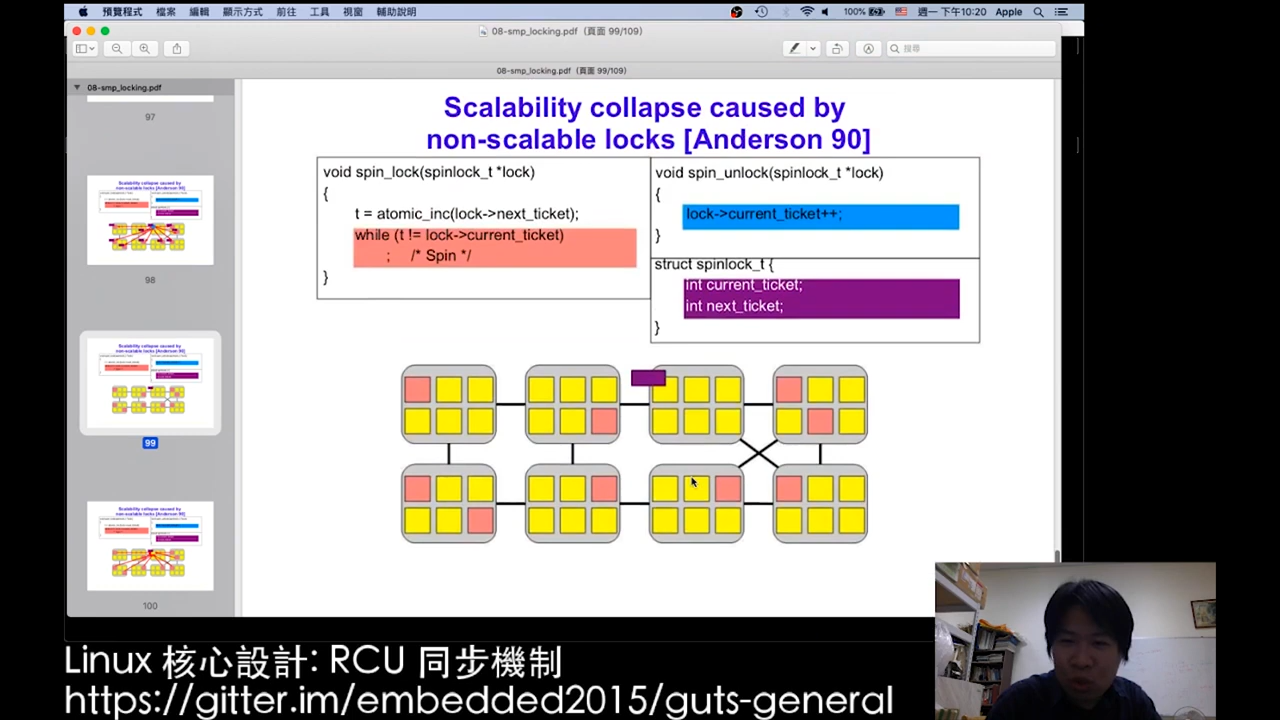 預覽程式 檔案 編輯 顯示方式 前往 工具 視窗 輔助說明 100% 週一 下午10:20 Apple
08-smp_locking.pdf（頁面 99/109）
搜尋
08-smp_locking.pdf（頁面 99/109）
08-smp_locking.pdf
97
98
99
100
Scalability collapse caused by
non-scalable locks [Anderson 90]
void spin_lock(spinlock_t *lock)
{
t = atomic_inc(lock->next_ticket);
while (t != lock->current_ticket)
; /* Spin */
}
void spin_unlock(spinlock_t *lock)
{
lock->current_ticket++;
}
struct spinlock_t {
int current_ticket;
int next_ticket;
}
Linux 核心設計: RCU 同步機制
https://gitter.im/embedded2015/guts-general